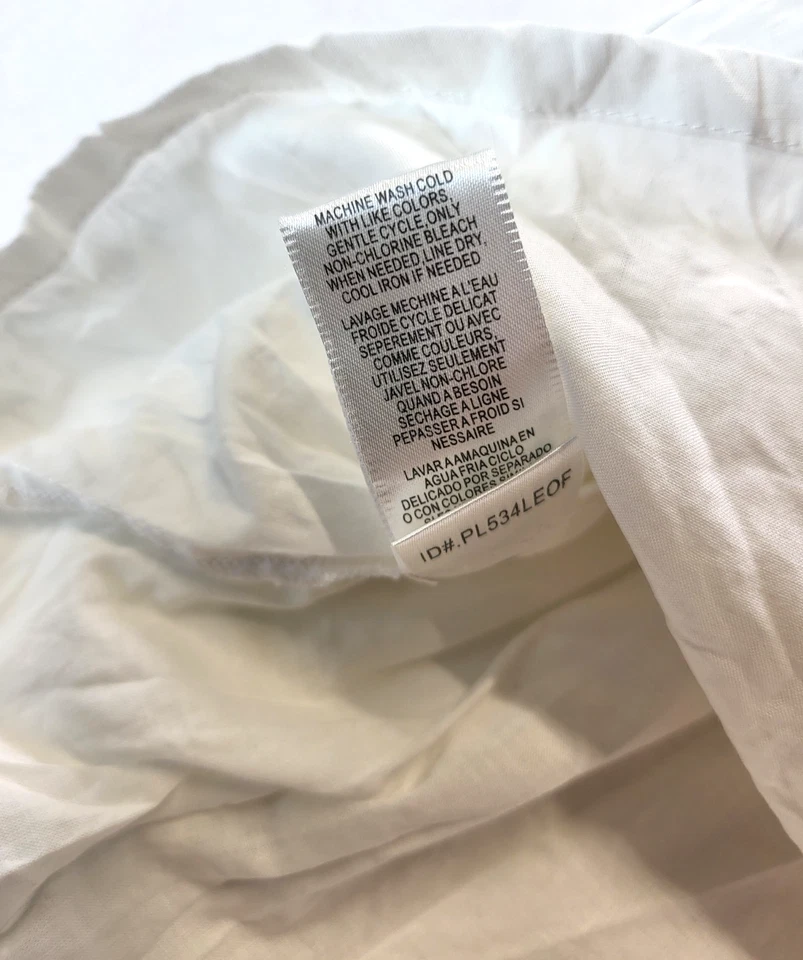 MACHINE WASH COLD
WITH LIKE COLORS,
GENTLE CYCLE ONLY
NON-CHLORINE BLEACH
WHEN NEEDED LINE DRY,
COOL IRON IF NEEDED
LAVAGE MECHINE A L'EAU
FROIDE CYCLE DELICAT
SEPEREMENT OU AVEC
COMME COULEURS,
UTILISEZ SEULEMENT
JAVEL NON-CHLORE
QUAND A BESOIN
SECHAGE A LIGNE
PEPASSER A FROID SI
NESSAIRE
LAVAR AAMAQUINA EN
AGUA FRIA CICLO
DELICADO POR SEPARADO
O CON COLORES
ID#.PL534LEOF